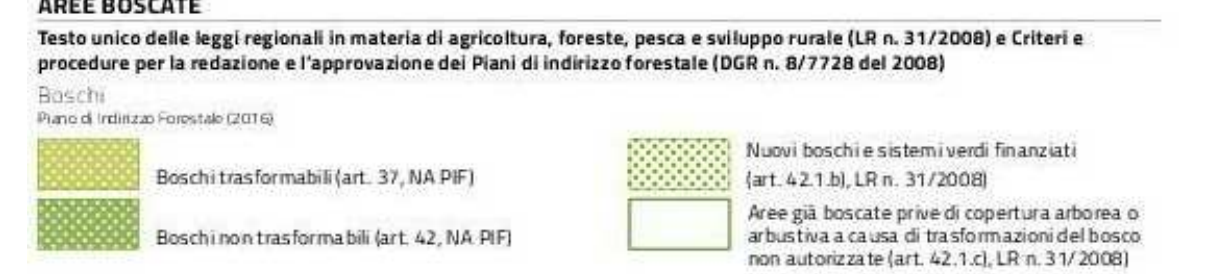 AREE BOSCATE
Testo unico delle leggi regionali in materia di agricoltura, foreste, pesca e sviluppo rurale (LR n. 31/2008) e Criteri e
procedure per la redazione e l'approvazione dei Piani di indirizzo forestale (DGR n. 8/7728 del 2008)
Boschi
Piano di Indirizzo Forestale (2016)
Boschi trasformabili (art. 37, NA PIF)
Boschi non trasformabili (art. 42, NA PIF)
Nuovi boschi e sistemi verdi finanziati
(art. 42.1.b), LR n. 31/2008)
Aree già boscate prive di copertura arborea o
arbustiva a causa di trasformazioni del bosco
non autorizzate (art. 42.1.c), LR n. 31/2008)